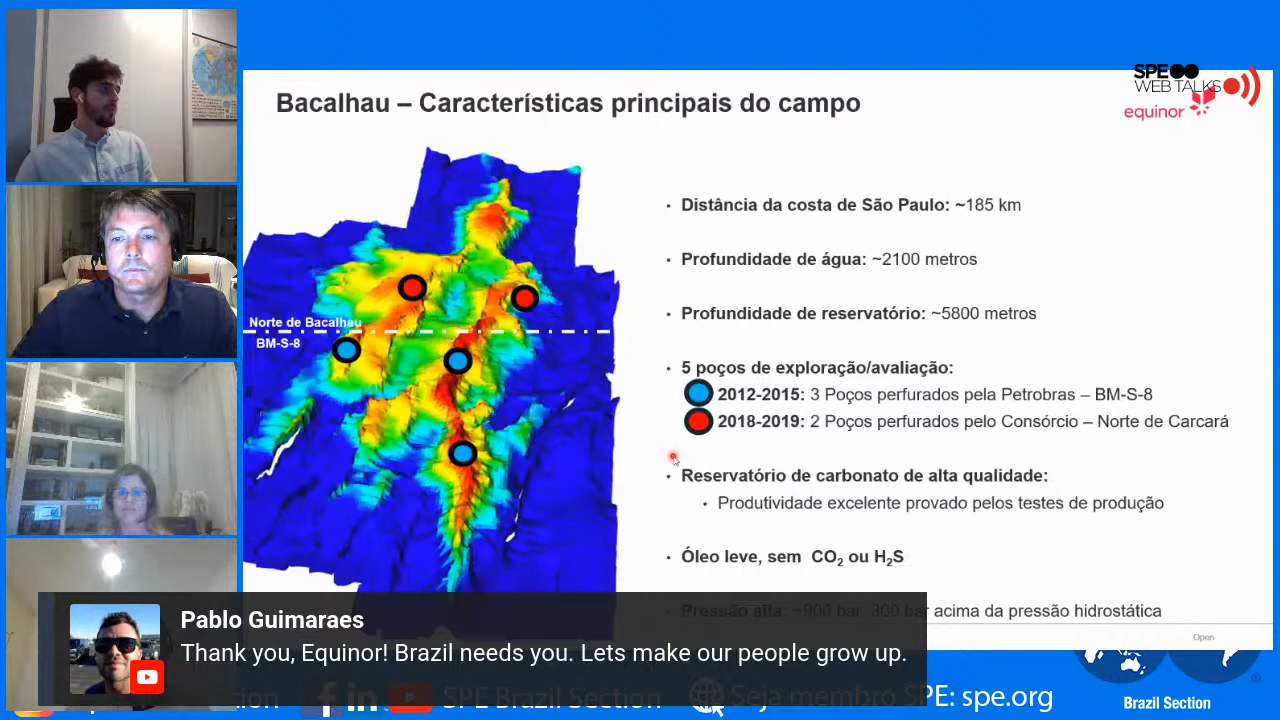 Bacalhau – Características principais do campo
SPE
WEB TALKS
equinor
Norte de Bacalhau
BM-S-8
Distância da costa de São Paulo: ~185 km
Profundidade de água: ~2100 metros
Profundidade de reservatório: ~5800 metros
5 poços de exploração/avaliação:
2012-2015: 3 Poços perfurados pela Petrobras – BM-S-8
2018-2019: 2 Poços perfurados pelo Consórcio – Norte de Carcará
Reservatório de carbonato de alta qualidade:
Produtividade excelente provado pelos testes de produção
Óleo leve, sem CO₂ ou H₂S
Pressão alta: ~900 bar, 300 bar acima da pressão hidrostática
Open
Pablo Guimaraes
Thank you, Equinor! Brazil needs you. Lets make our people grow up.
SPE Brazil Section
Seja membro SPE: spe.org
Brazil Section